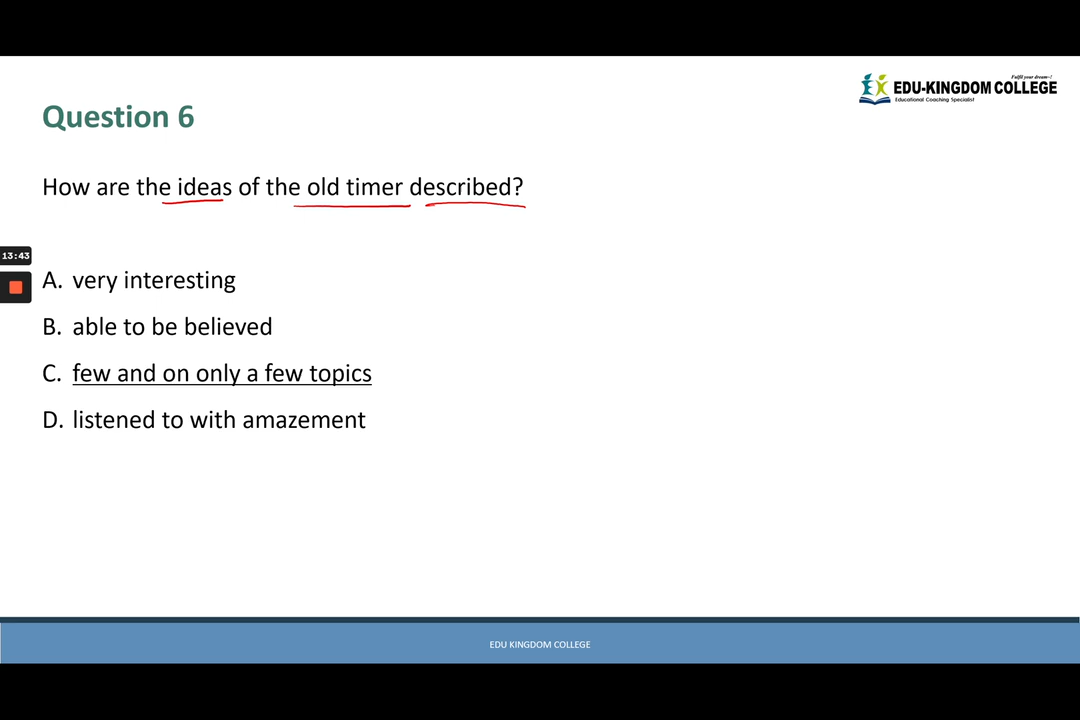 Fulfil your dream~!
EDU-KINGDOM COLLEGE
Educational Coaching Specialist
Question 6
How are the ideas of the old timer described?
13:43
A. very interesting
B. able to be believed
C. few and on only a few topics
D. listened to with amazement
EDU KINGDOM COLLEGE